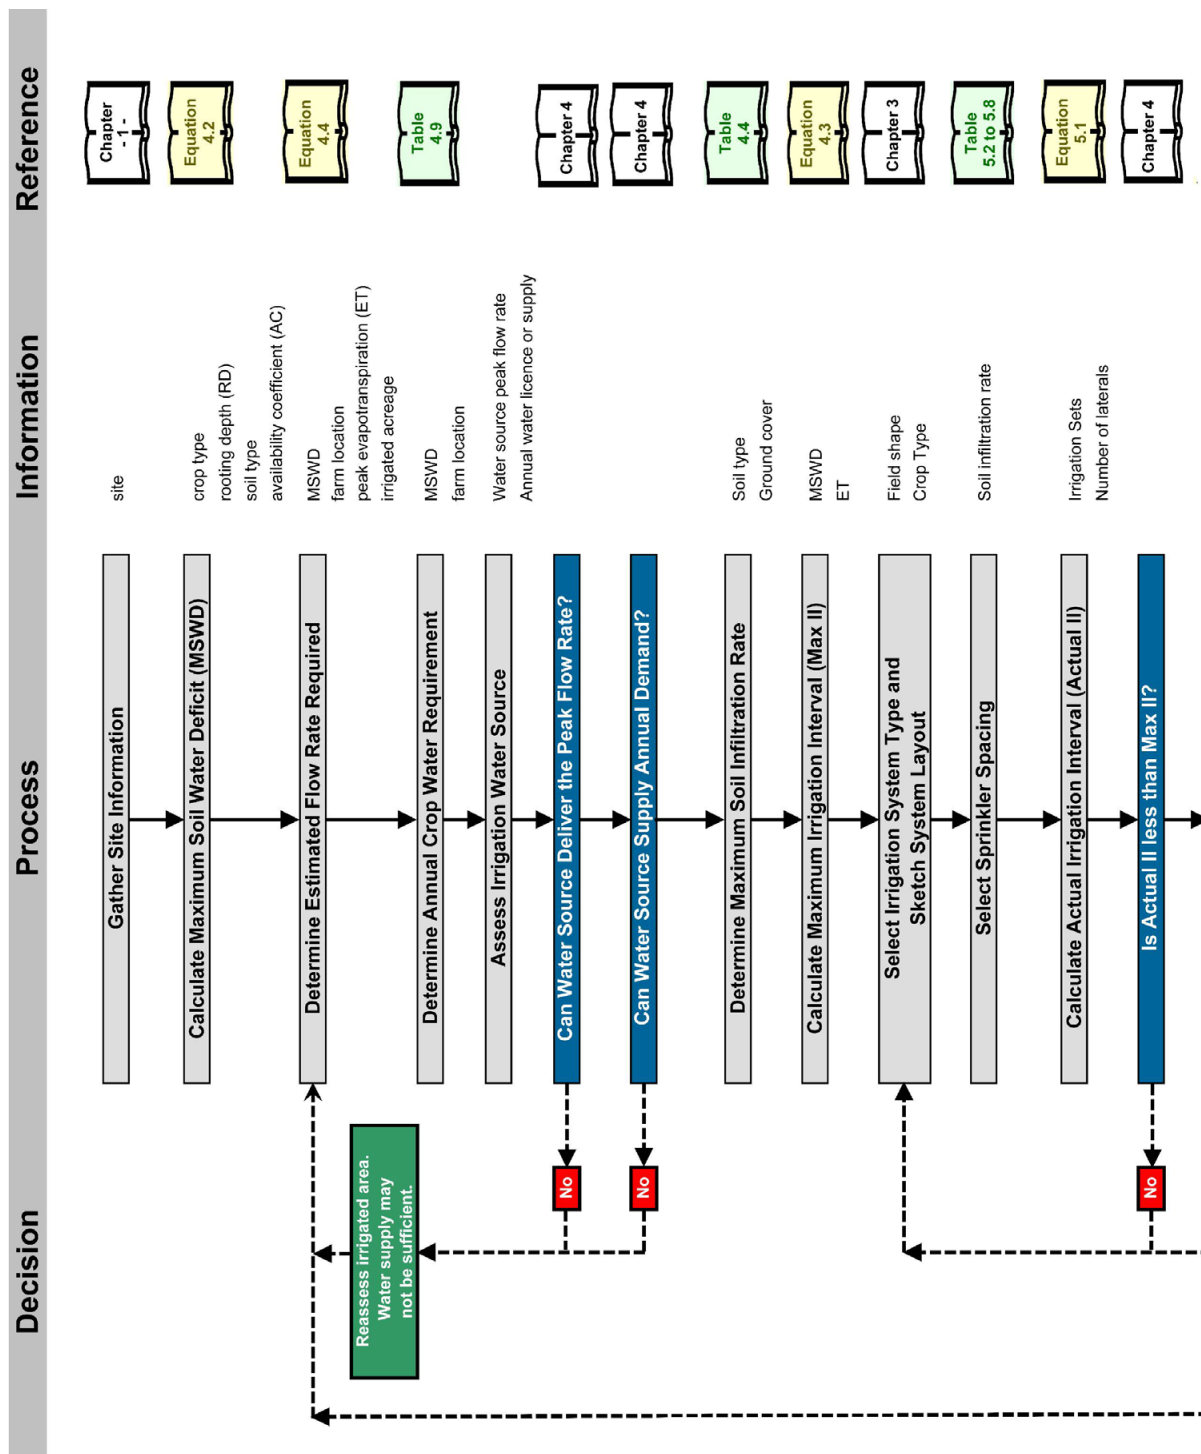 Decision
Process
Information
Reference
Gather Site Information
site
Chapter
- 1 -
Calculate Maximum Soil Water Deficit (MSWD)
crop type
rooting depth (RD)
soil type
availability coefficient (AC)
Equation
4.2
Determine Estimated Flow Rate Required
MSWD
farm location
peak evapotranspiration (ET)
irrigated acreage
Equation
4.4
Reassess irrigated area.
Water supply may
not be sufficient.
Determine Annual Crop Water Requirement
MSWD
farm location
Table
4.9
Assess Irrigation Water Source
Water source peak flow rate
Annual water licence or supply
No
Can Water Source Deliver the Peak Flow Rate?
Chapter 4
No
Can Water Source Supply Annual Demand?
Chapter 4
Determine Maximum Soil Infiltration Rate
Soil type
Ground cover
Table
4.4
Calculate Maximum Irrigation Interval (Max II)
MSWD
ET
Equation
4.3
Select Irrigation System Type and
Sketch System Layout
Field shape
Crop Type
Chapter 3
Select Sprinkler Spacing
Soil infiltration rate
Table
5.2 to 5.8
Calculate Actual Irrigation Interval (Actual II)
Irrigation Sets
Number of laterals
Equation
5.1
No
Is Actual II less than Max II?
Chapter 4